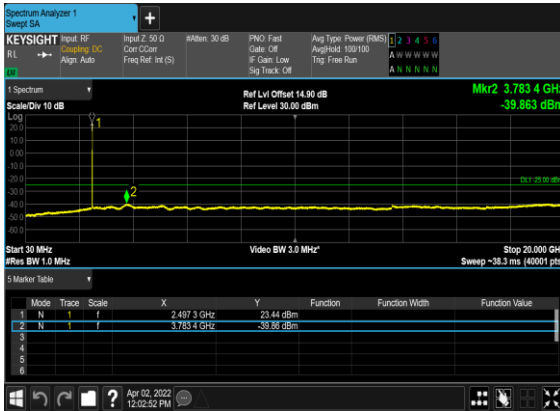 Spectrum Analyzer 1
Swept SA
+
KEYSIGHT
RL
Input: RF
Coupling: DC
Align: Auto
Input Z: 50 Ω
Corr CCorr
Freq Ref: Int (S)
#Atten: 30 dB
PNO: Fast
Gate: Off
IF Gain: Low
Sig Track: Off
Avg Type: Power (RMS)
Avg|Hold: 100/100
Trig: Free Run
1 2 3 4 5 6
A W W W W W
A N N N N N
1 Spectrum
Scale/Div 10 dB
Ref Lvl Offset 14.90 dB
Ref Level 30.00 dBm
Mkr2 3.783 4 GHz
-39.863 dBm
Log
20.0
10.0
0.00
-10.0
-20.0
-30.0
-40.0
-50.0
-60.0
1
2
DL1 -25.00 dBm
Start 30 MHz
#Res BW 1.0 MHz
Video BW 3.0 MHz*
Stop 20.000 GHz
Sweep ~38.3 ms (40001 pts)
5 Marker Table
Mode Trace Scale X Y Function Function Width Function Value
1 N 1 f 2.497 3 GHz 23.44 dBm
2 N 1 f 3.783 4 GHz -39.86 dBm
3
4
5
6
?
Apr 02, 2022
12:02:52 PM